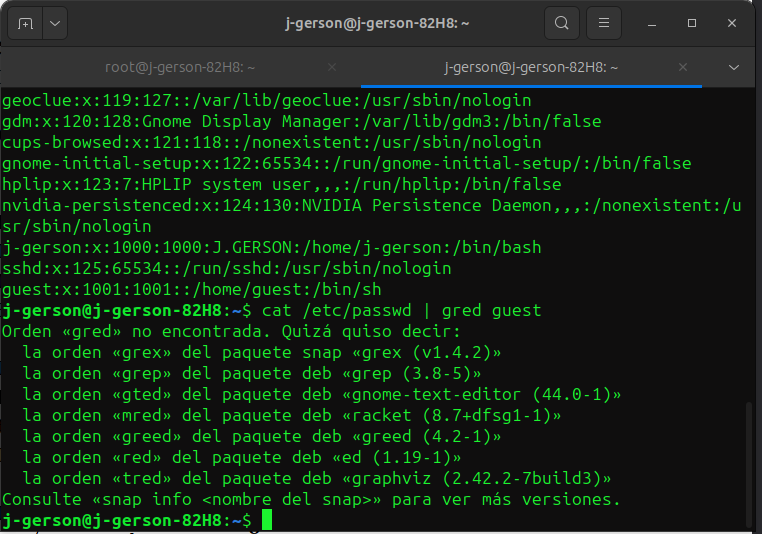 j-gerson@j-gerson-82H8: ~
root@j-gerson-82H8: ~
j-gerson@j-gerson-82H8: ~
geoclue:x:119:127::/var/lib/geoclue:/usr/sbin/nologin
gdm:x:120:128:Gnome Display Manager:/var/lib/gdm3:/bin/false
cups-browsed:x:121:118::/nonexistent:/usr/sbin/nologin
gnome-initial-setup:x:122:65534::/run/gnome-initial-setup/:/bin/false
hplip:x:123:7:HPLIP system user,,,:/run/hplip:/bin/false
nvidia-persistenced:x:124:130:NVIDIA Persistence Daemon,,,:/nonexistent:/u
sr/sbin/nologin
j-gerson:x:1000:1000:J.GERSON:/home/j-gerson:/bin/bash
sshd:x:125:65534::/run/sshd:/usr/sbin/nologin
guest:x:1001:1001::/home/guest:/bin/sh
j-gerson@j-gerson-82H8:~$ cat /etc/passwd | gred guest
Orden «gred» no encontrada. Quizá quiso decir:
  la orden «grex» del paquete snap «grex (v1.4.2)»
  la orden «grep» del paquete deb «grep (3.8-5)»
  la orden «gted» del paquete deb «gnome-text-editor (44.0-1)»
  la orden «mred» del paquete deb «racket (8.7+dfsg1-1)»
  la orden «greed» del paquete deb «greed (4.2-1)»
  la orden «red» del paquete deb «ed (1.19-1)»
  la orden «tred» del paquete deb «graphviz (2.42.2-7build3)»
Consulte «snap info <nombre del snap>» para ver más versiones.
j-gerson@j-gerson-82H8:~$